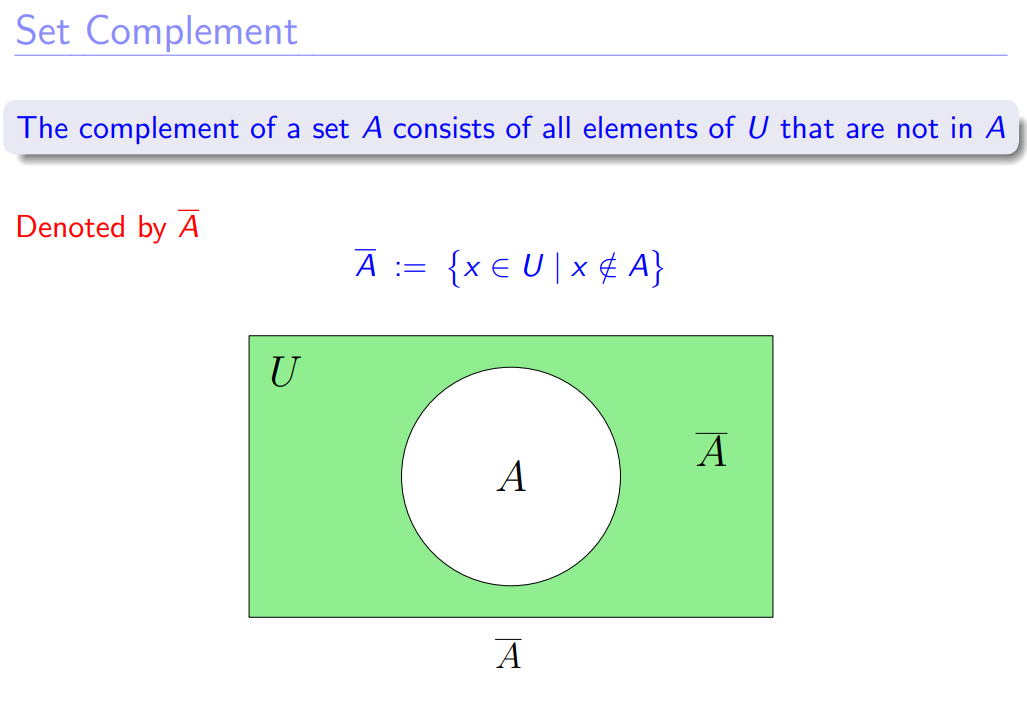 Set Complement
The complement of a set A consists of all elements of U that are not in A
Denoted by A̅
A̅ := {x ∈ U | x ∉ A}
U
A̅
A
A̅